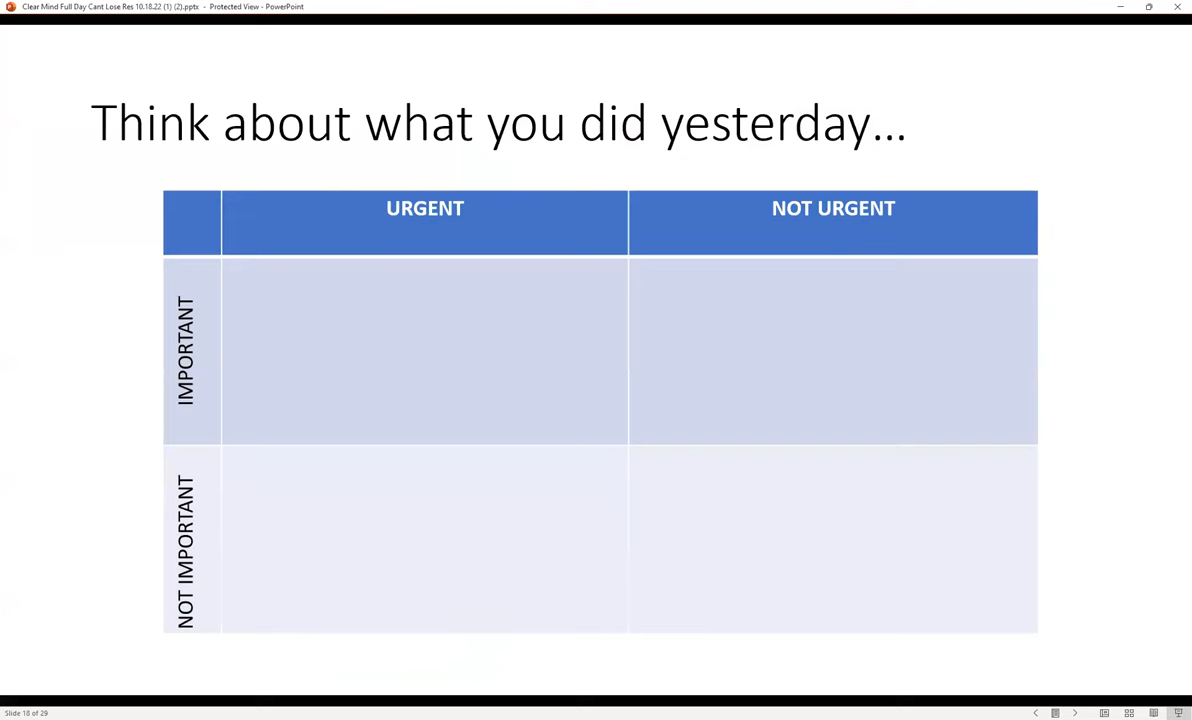 Clear Mind Full Day Cant Lose Res 10.18.22 (1) (2).pptx - Protected View - PowerPoint
Think about what you did yesterday...
URGENT NOT URGENT
IMPORTANT
NOT IMPORTANT
Slide 18 of 29